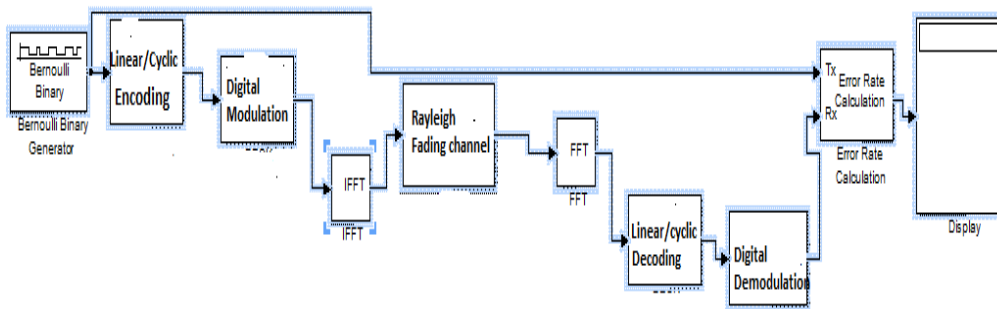 Bernoulli
Binary
Bernoulli Binary
Generator
Linear/Cyclic
Encoding
Digital
Modulation
IFFT
IFFT
Rayleigh
Fading channel
FFT
FFT
Linear/cyclic
Decoding
Digital
Demodulation
Tx
Error Rate
Calculation
Rx
Error Rate
Calculation
Display